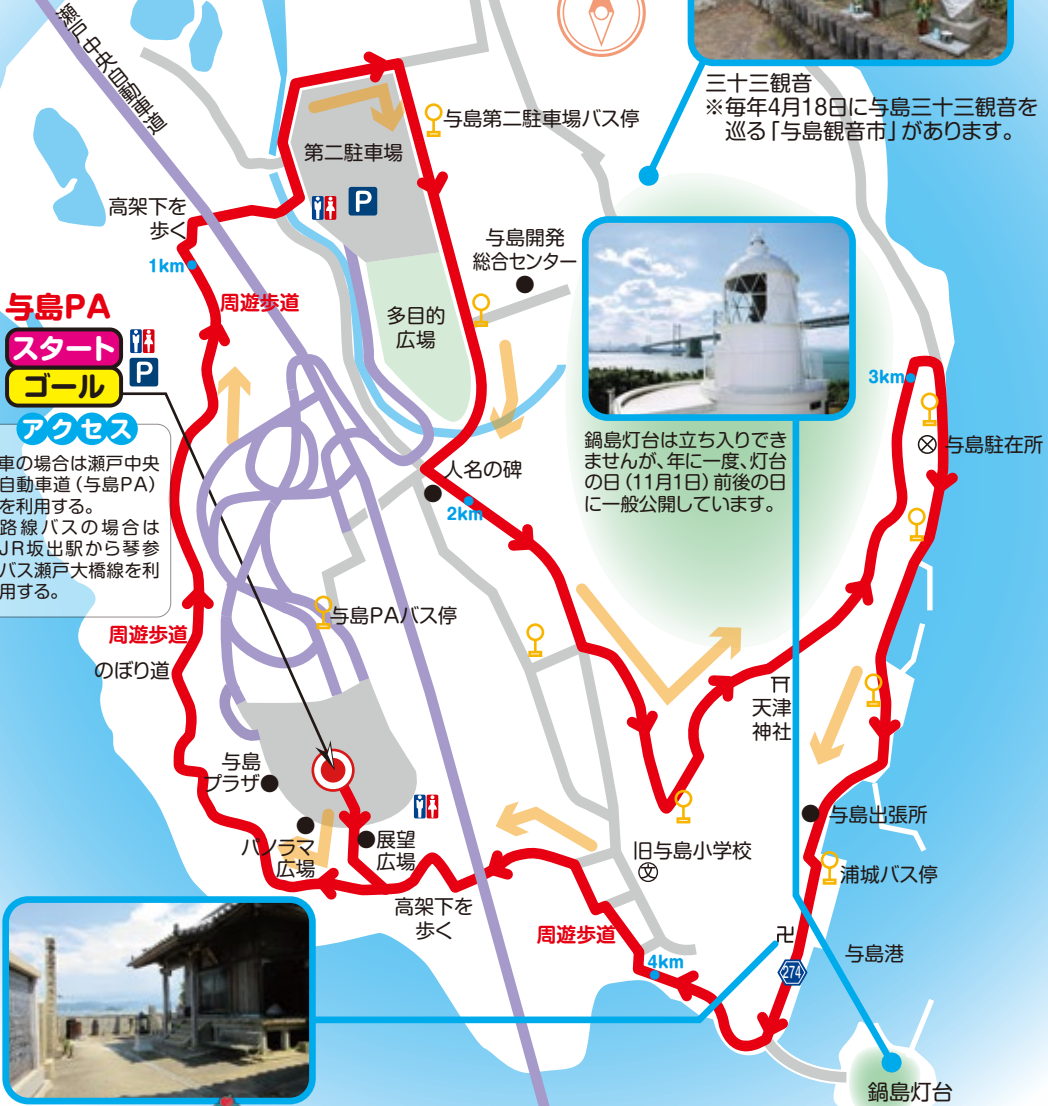 瀬戸中央自動車道
三十三観音
※毎年4月18日に与島三十三観音を
巡る「与島観音市」があります。
与島第二駐車場バス停
第二駐車場
P
高架下を
歩く
1km
与島開発
総合センター
周遊歩道
多目的
広場
与島PA
スタート
P
ゴール
アクセス
車の場合は瀬戸中央
自動車道(与島PA)
を利用する。
路線バスの場合は
JR坂出駅から琴参
バス瀬戸大橋線を利
用する。
3km
与島駐在所
鍋島灯台は立ち入りでき
ませんが、年に一度、灯台
の日(11月1日)前後の日
に一般公開しています。
人名の碑
2km
与島PAバス停
周遊歩道
のぼり道
天津
神社
与島
プラザ
パノラマ
広場
展望
広場
与島出張所
旧与島小学校
文
浦城バス停
高架下を
歩く
周遊歩道
卍
与島港
4km
274
鍋島灯台